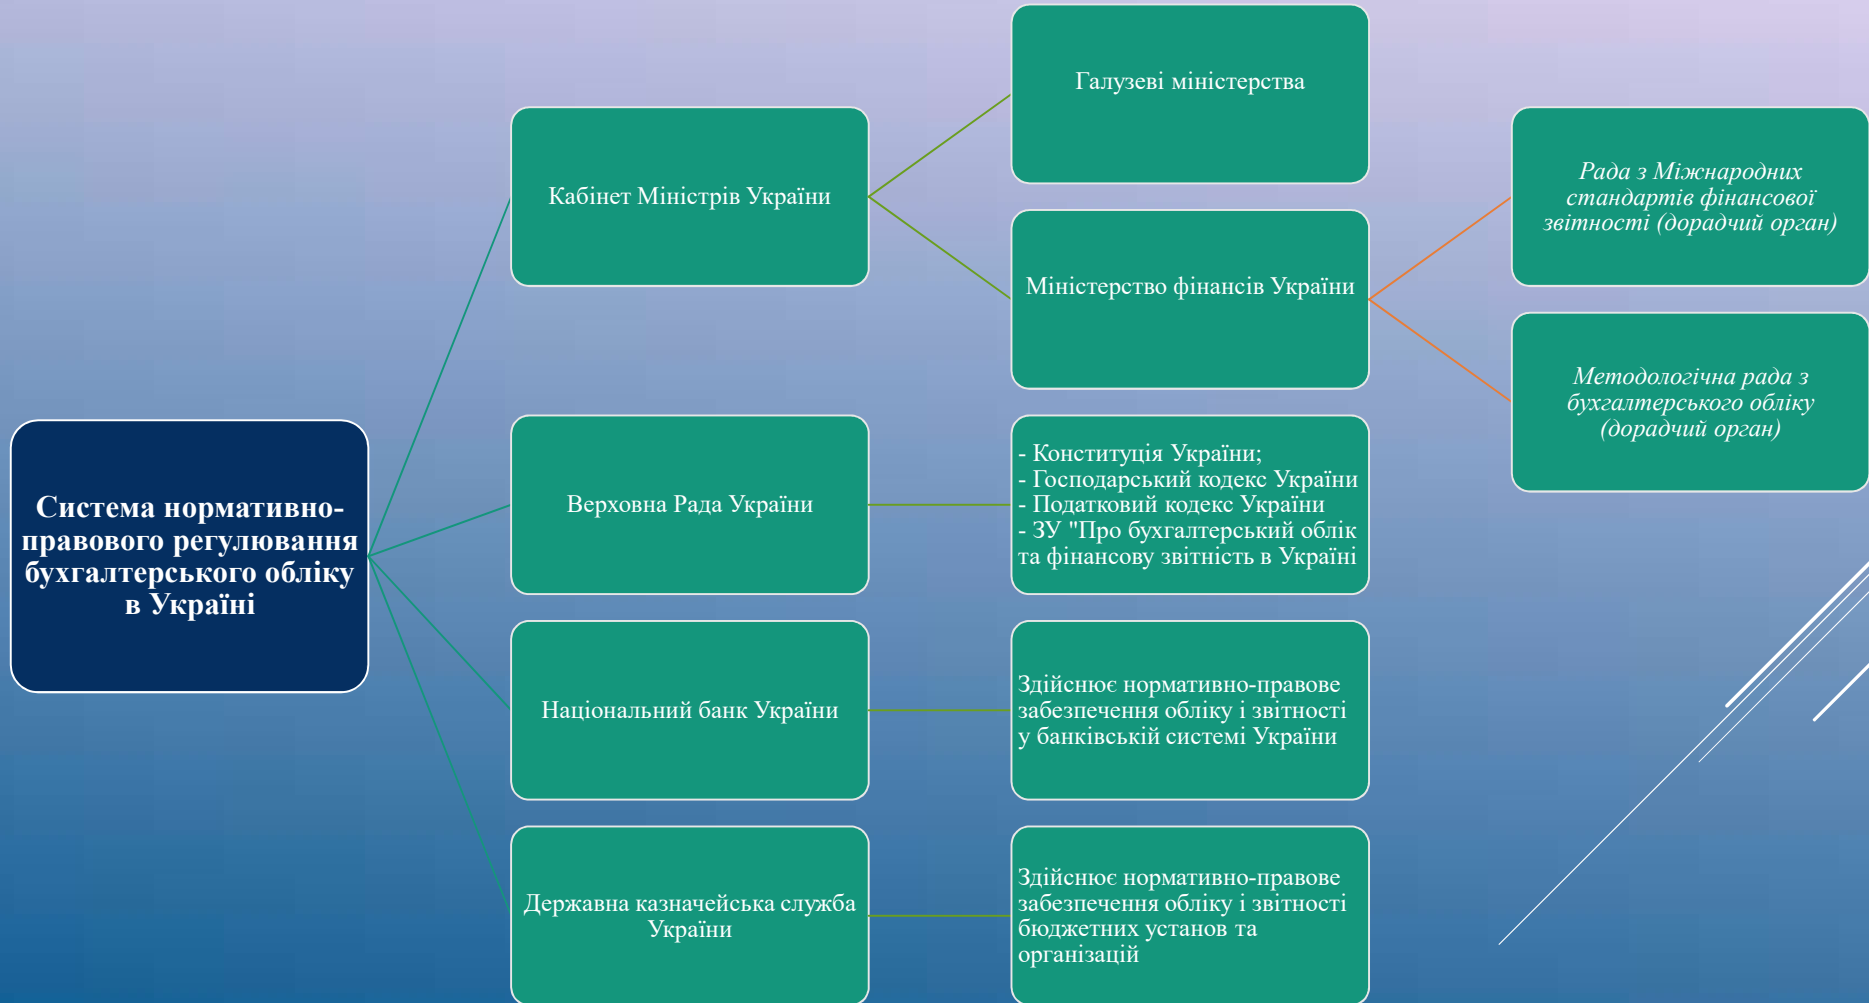 Система нормативно-
правового регулювання
бухгалтерського обліку
в Україні
Кабінет Міністрів України
Галузеві міністерства
Міністерство фінансів України
Рада з Міжнародних
стандартів фінансової
звітності (дорадчий орган)
Методологічна рада з
бухгалтерського обліку
(дорадчий орган)
Верховна Рада України
- Конституція України;
- Господарський кодекс України
- Податковий кодекс України
- ЗУ "Про бухгалтерський облік
та фінансову звітність в Україні
Національний банк України
Здійснює нормативно-правове
забезпечення обліку і звітності
у банківській системі України
Державна казначейська служба
України
Здійснює нормативно-правове
забезпечення обліку і звітності
бюджетних установ та
організацій